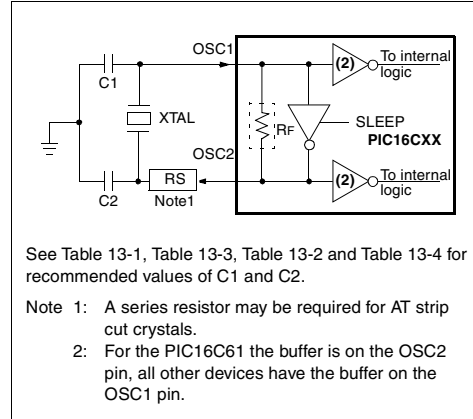 OSC1
C1
XTAL
OSC2
C2
RS
Note1
RF
SLEEP
PIC16CXX
(2)
To internal
logic
(2)
To internal
logic
See Table 13-1, Table 13-3, Table 13-2 and Table 13-4 for
recommended values of C1 and C2.
Note 1: A series resistor may be required for AT strip
cut crystals.
2: For the PIC16C61 the buffer is on the OSC2
pin, all other devices have the buffer on the
OSC1 pin.